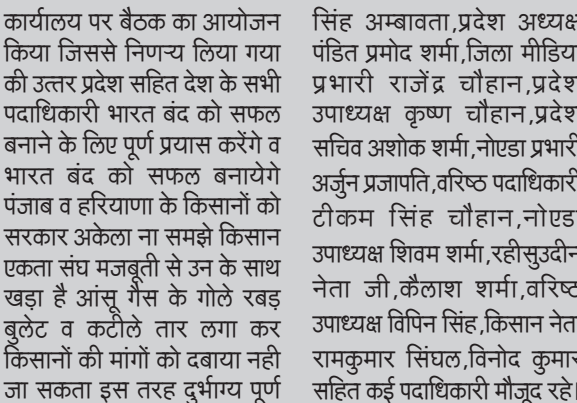 कार्यालय पर बैठक का आयोजन
किया जिससे निणर्य लिया गया
की उत्तर प्रदेश सहित देश के सभी
पदाधिकारी भारत बंद को सफल
बनाने के लिए पूर्ण प्रयास करेंगे व
भारत बंद को सफल बनायेगे
पंजाब व हरियाणा के किसानों को
सरकार अकेला ना समझे किसान
एकता संघ मजबूती से उन के साथ
खड़ा है आंसू गैस के गोले रबड़
बुलेट व कटीले तार लगा कर
किसानों की मांगों को दबाया नही
जा सकता इस तरह दुर्भाग्य पूर्ण
सिंह अम्बावता,प्रदेश अध्यक्ष
पंडित प्रमोद शर्मा,जिला मीडिया
प्रभारी राजेंद्र चौहान,प्रदेश
उपाध्यक्ष कृष्ण चौहान,प्रदेश
सचिव अशोक शर्मा,नोएडा प्रभारी
अर्जुन प्रजापति,वरिष्ठ पदाधिकारी
टीकम सिंह चौहान,नोएडा
उपाध्यक्ष शिवम शर्मा,रहीसुउदीन
नेता जी,कैलाश शर्मा,वरिष्ठ
उपाध्यक्ष विपिन सिंह,किसान नेता
रामकुमार सिंघल,विनोद कुमार
सहित कई पदाधिकारी मौजूद रहे।